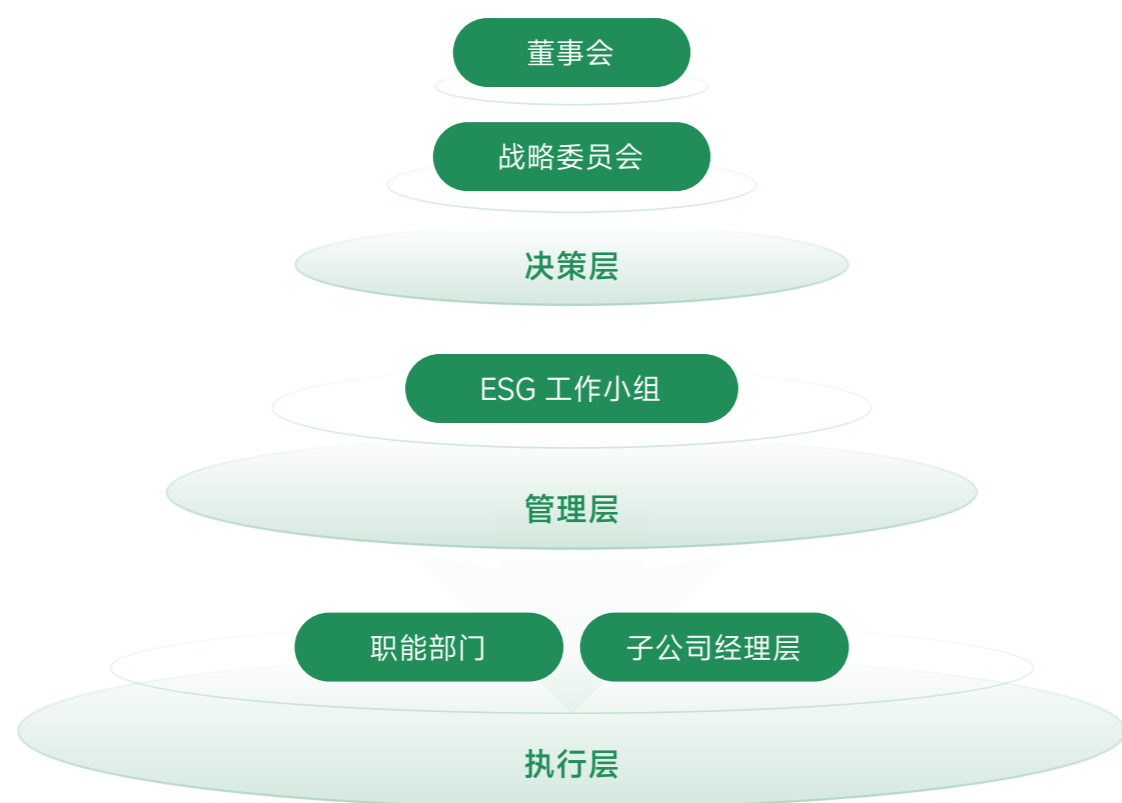 董事会
战略委员会
决策层
ESG 工作小组
管理层
职能部门
子公司经理层
执行层